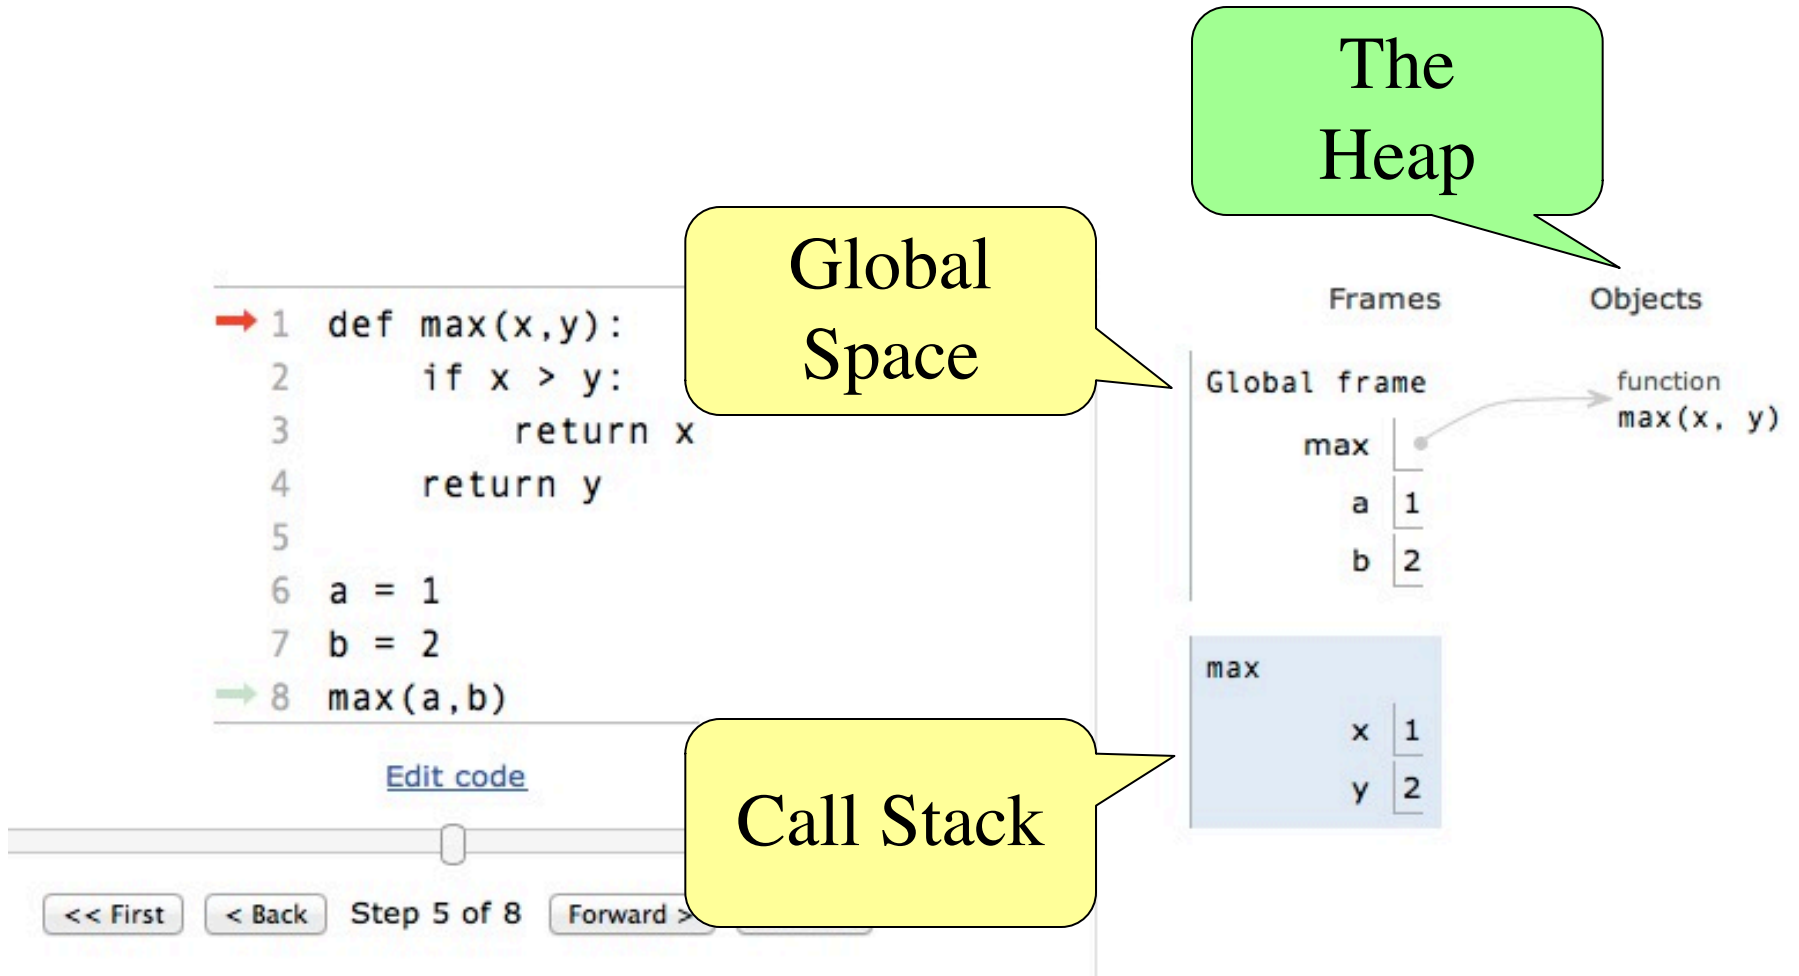 The
Heap
Global
Space
Frames
Objects
1 def max(x,y):
2 if x > y:
3 return x
4 return y
5
6 a = 1
7 b = 2
8 max(a,b)
Global frame
max
a 1
b 2
function
max(x, y)
max
x 1
y 2
Call Stack
Edit code
<< First
< Back
Step 5 of 8
Forward >